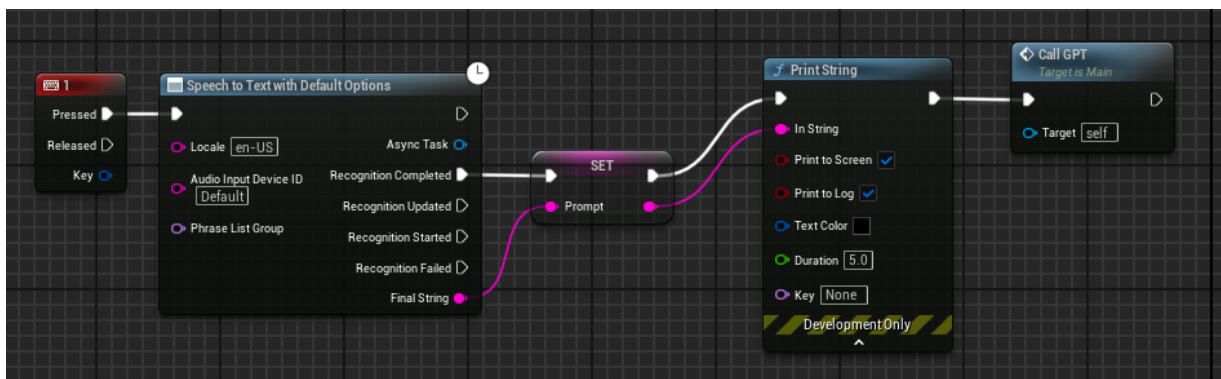 1
Pressed
Released
Key
Speech to Text with Default Options
Locale en-US
Audio Input Device ID
Default
Phrase List Group
Async Task
Recognition Completed
Recognition Updated
Recognition Started
Recognition Failed
Final String
SET
Prompt
f Print String
In String
Print to Screen
Print to Log
Text Color
Duration 5.0
Key None
Development Only
Call GPT
Target is Main
Target self